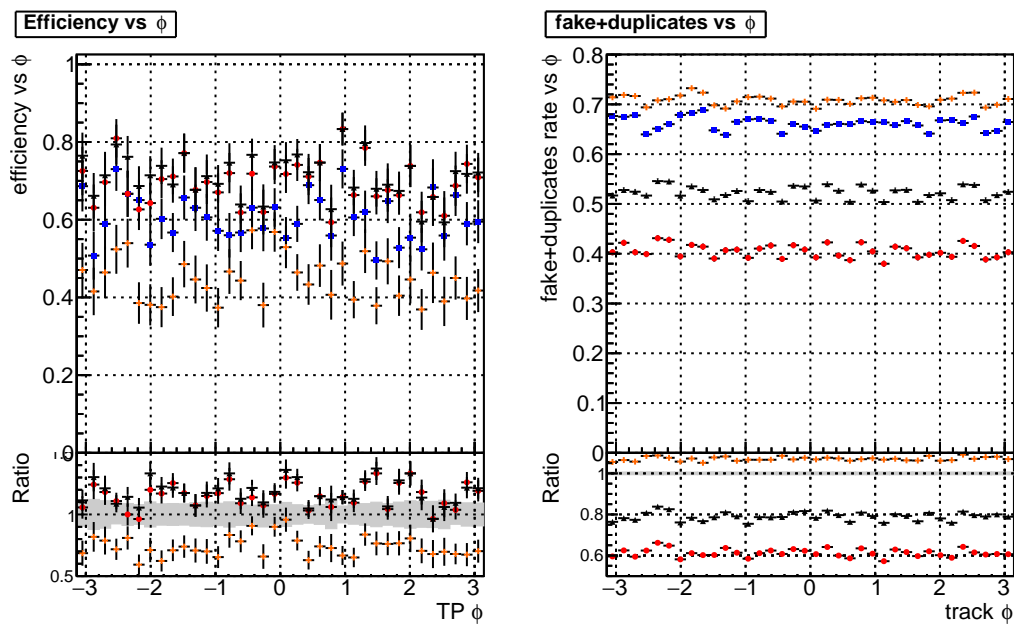 Efficiency vs ϕ
efficiency vs ϕ
1
0.8
0.6
0.4
0.2
0
Ratio
1
0.5
−3 −2 −1 0 1 2 3
TP ϕ
fake+duplicates vs ϕ
fake+duplicates rate vs ϕ
0.8
0.7
0.6
0.5
0.4
0.3
0.2
0.1
0
Ratio
1
0.8
0.6
−3 −2 −1 0 1 2 3
track ϕ